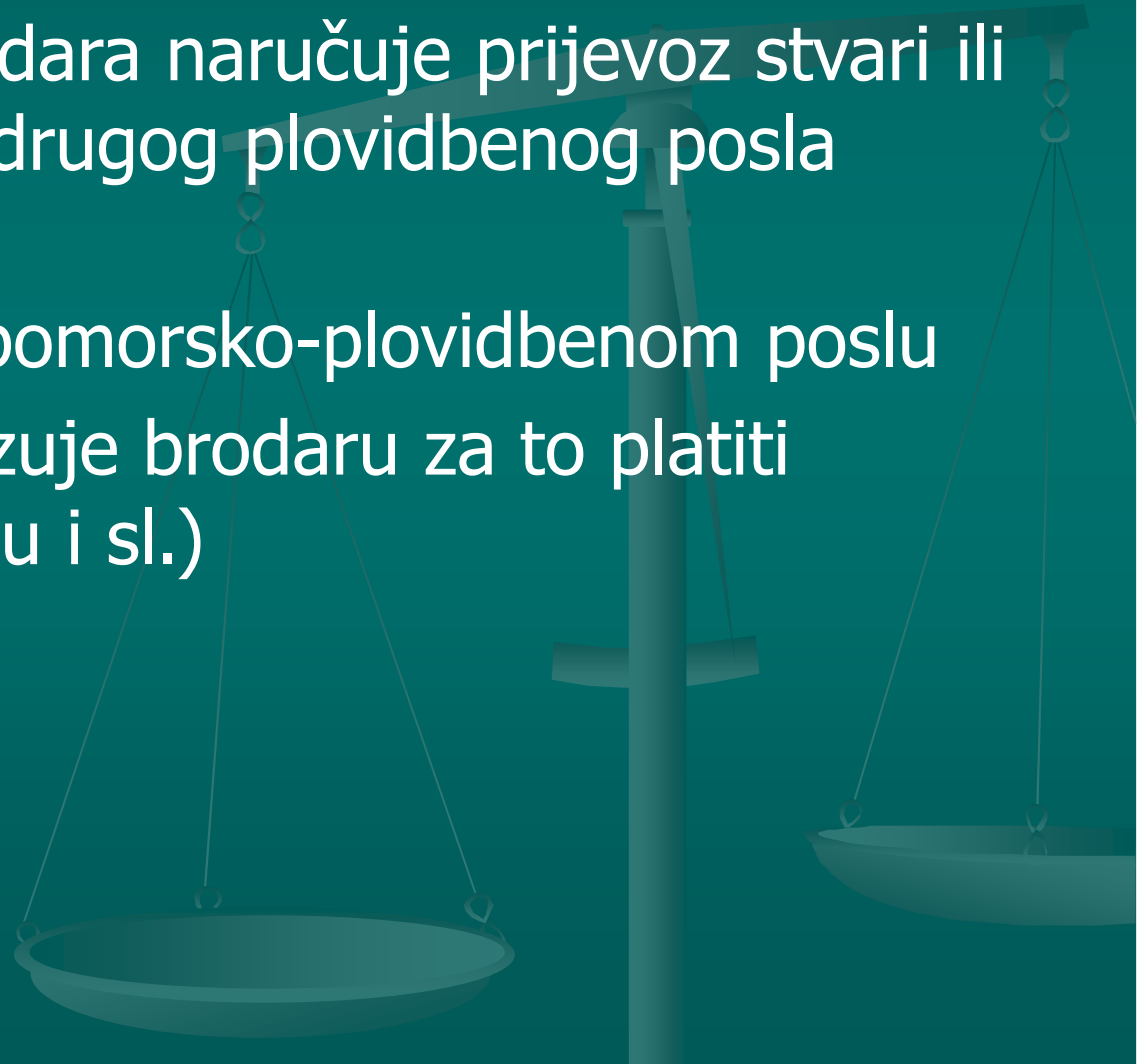 dara naručuje prijevoz stvari ili
drugog plovidbenog posla
pomorsko-plovidbenom poslu
zuje brodaru za to platiti
u i sl.)